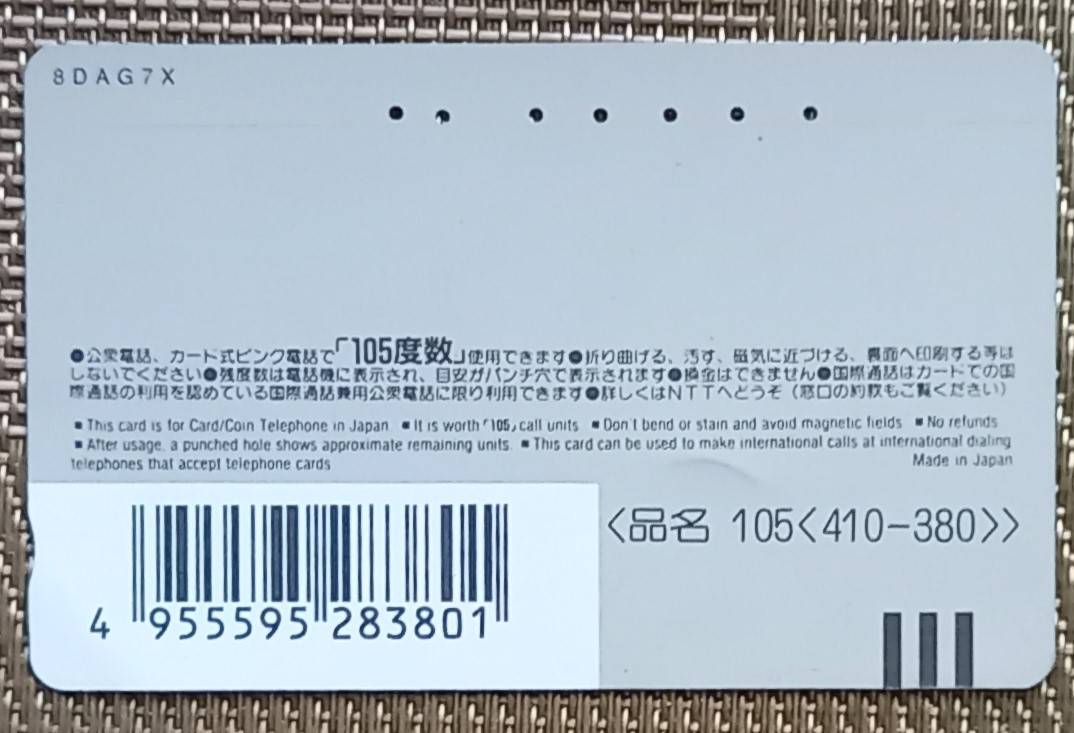 8DAG7X
●公衆電話、カード式ピンク電話で「105度数」使用できます●折り曲げる、汚す、磁気に近づける、裏面へ印刷する等は
しないでください●残度数は電話機に表示され、目安がパンチ穴で表示されます●換金はできません●国際通話はカードでの国
際通話の利用を認めている国際通話兼用公衆電話に限り利用できます●詳しくはNTTへどうぞ（窓口の約款もご覧ください）
■ This card is for Card/Coin Telephone in Japan ■ It is worth「105」call units ■ Don't bend or stain and avoid magnetic fields ■ No refunds
■ After usage, a punched hole shows approximate remaining units. ■ This card can be used to make international calls at international dialing
telephones that accept telephone cards
Made in Japan
<品名 105<410-380>>
4 955595 283801